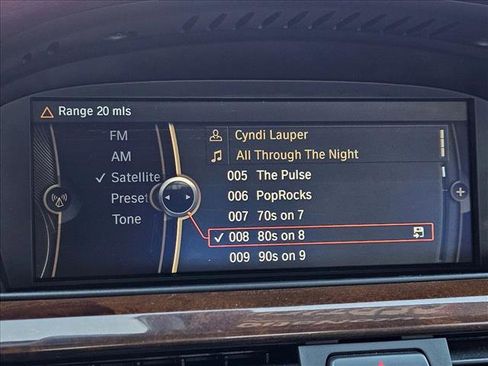 Range 20 mls
FM
AM
✓ Satellite
Preset
Tone
Cyndi Lauper
All Through The Night
005 The Pulse
006 PopRocks
007 70s on 7
✓ 008 80s on 8
009 90s on 9